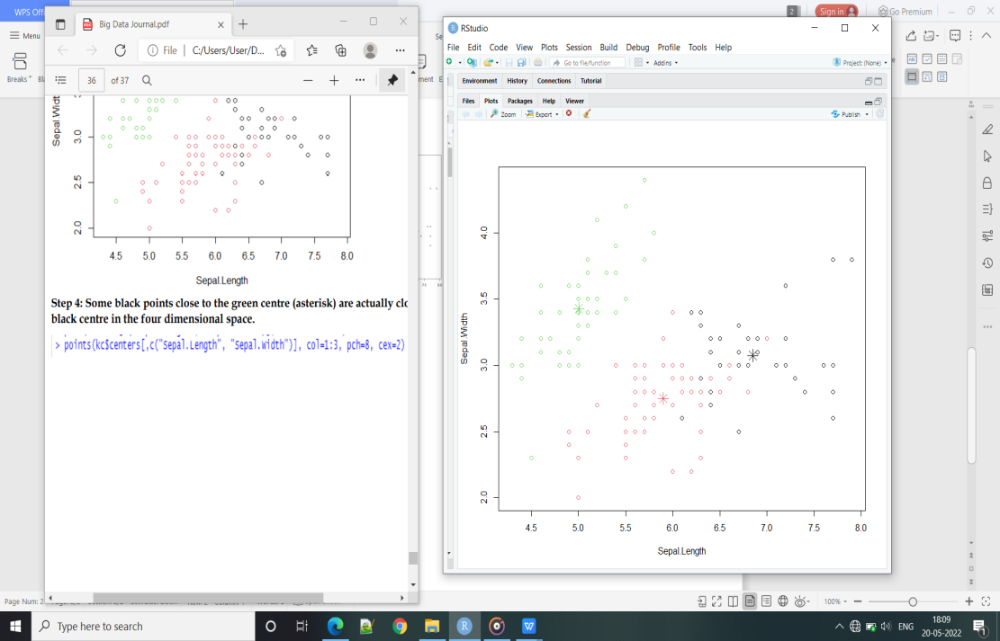 WPS Offi
2
Sign in
Go Premium
Menu
Breaks
Big Data Journal.pdf
File
C:/Users/User/D...
36
of 37
Sepal.Widt
3.0
2.5
2.0
4.5 5.0 5.5 6.0 6.5 7.0 7.5 8.0
Sepal.Length
Step 4: Some black points close to the green centre (asterisk) are actually clo
black centre in the four dimensional space.
> points(kc$centers[,c("Sepal.Length", "Sepal.Width")], col=1:3, pch=8, cex=2)
RStudio
File Edit Code View Plots Session Build Debug Profile Tools Help
Go to file/function
Addins
Project: (None)
Environment History Connections Tutorial
Files Plots Packages Help Viewer
Zoom
Export
Publish
Sepal.Width
4.0
3.5
3.0
2.5
2.0
4.5 5.0 5.5 6.0 6.5 7.0 7.5 8.0
Sepal.Length
Page Num: 2
100%
Type here to search
ENG
18:09
20-05-2022
1